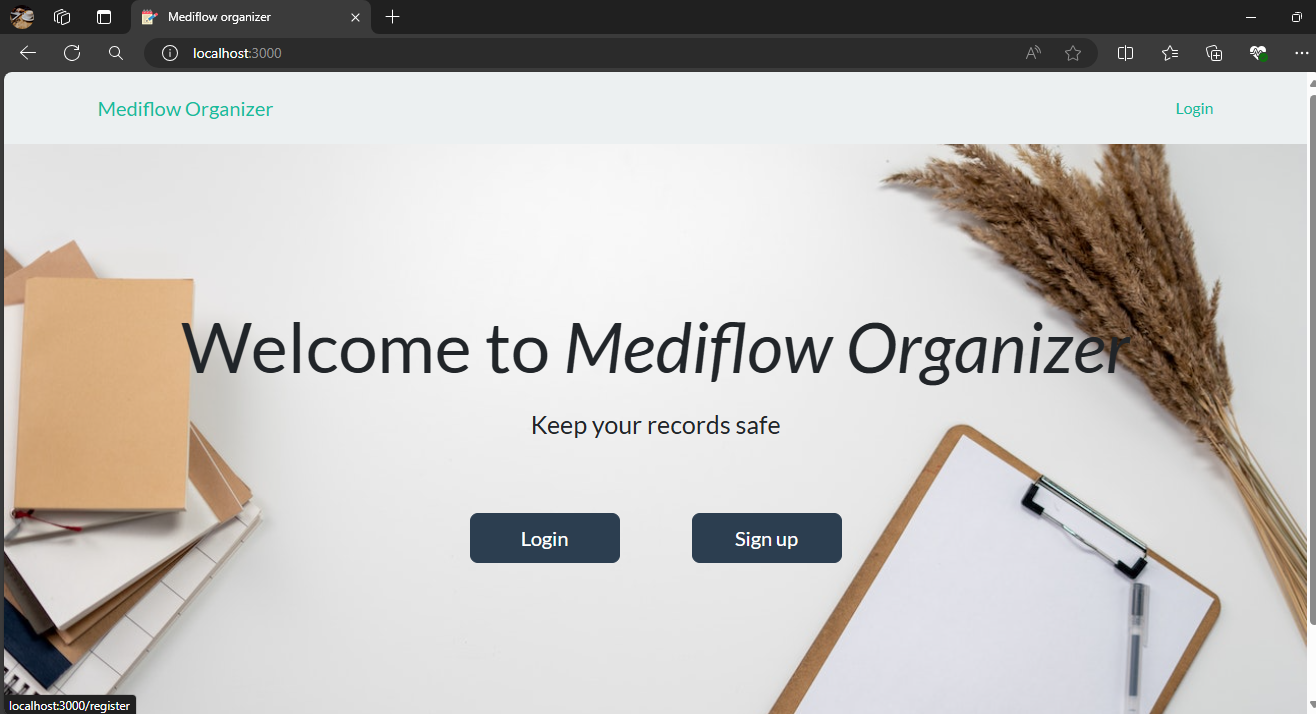 Mediflow organizer
localhost:3000
Mediflow Organizer
Login
Welcome to Mediflow Organizer
Keep your records safe
Login
Sign up
localhost:3000/register